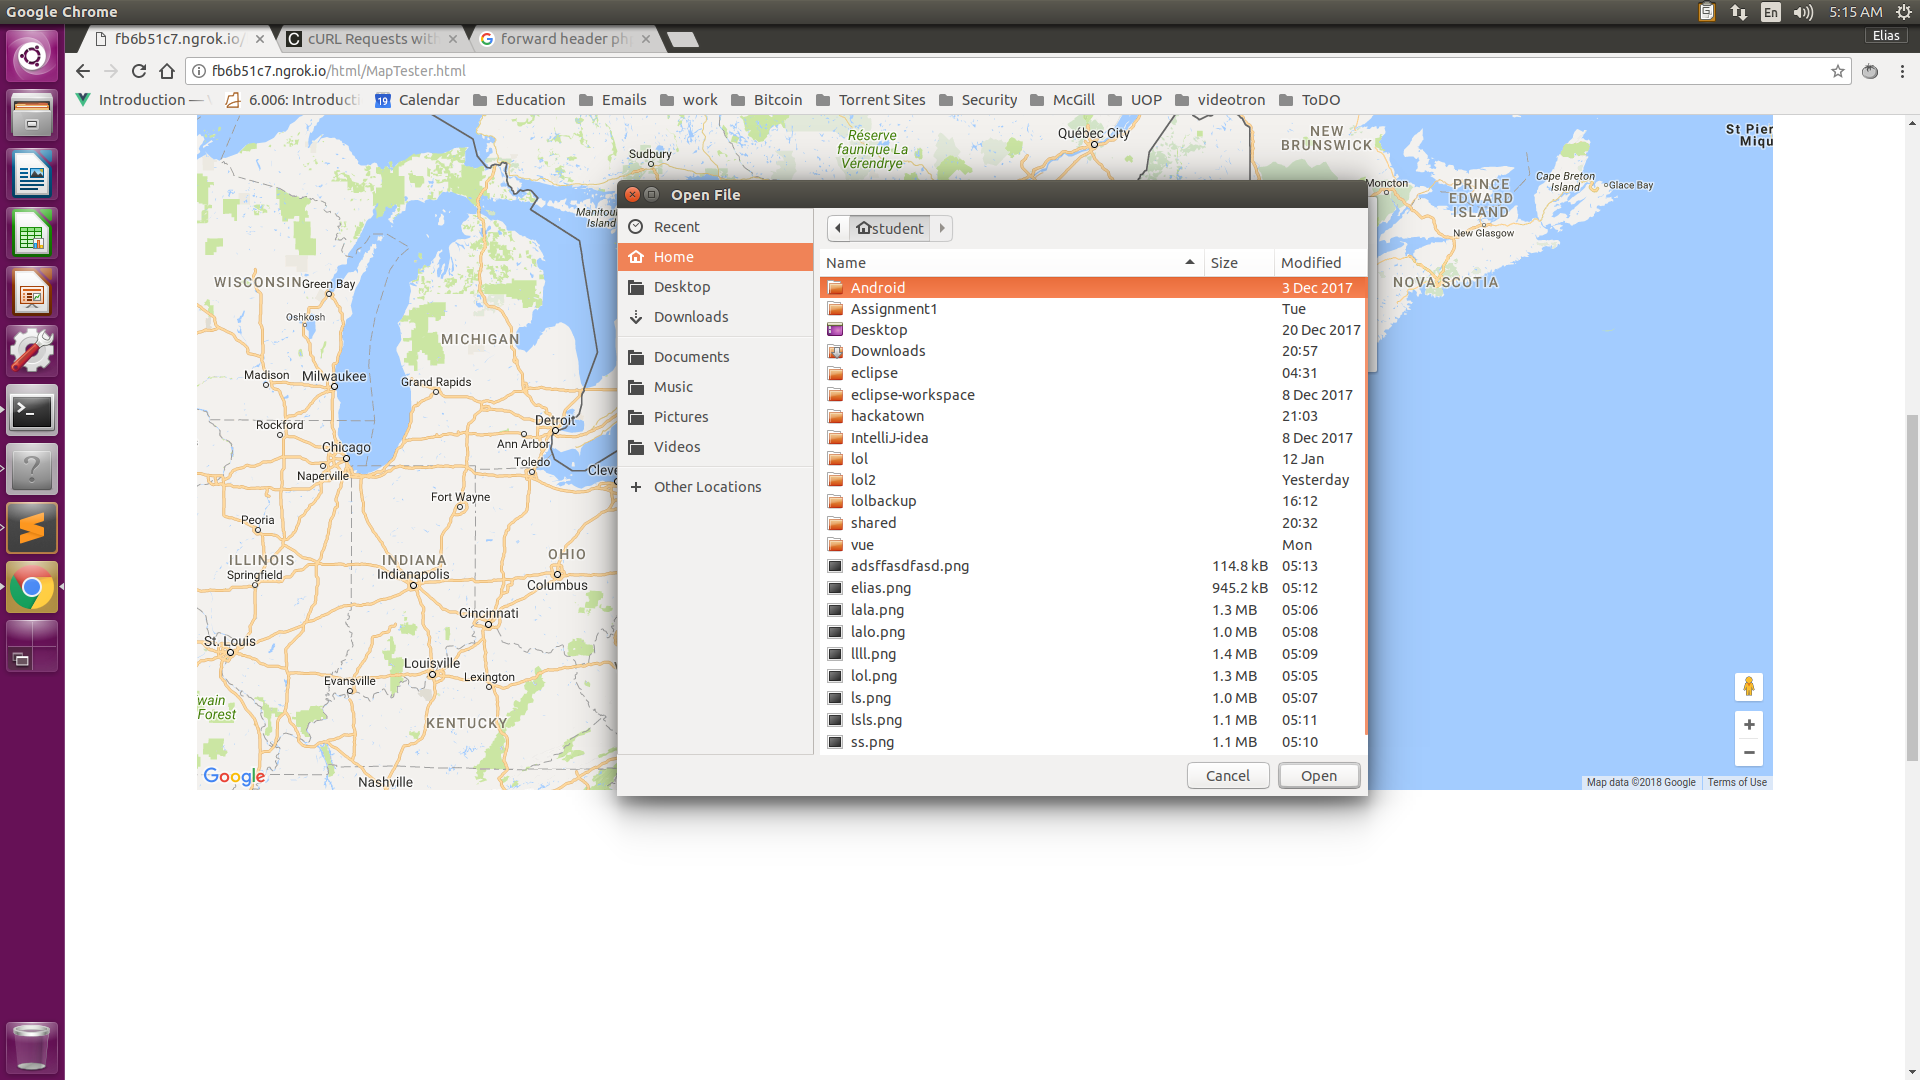 Google Chrome
En
5:15 AM
fb6b51c7.ngrok.io/
cURL Requests wit
forward header ph
Elias
fb6b51c7.ngrok.io/html/MapTester.html
Introduction —
6.006: Introducti
19
Calendar
Education
Emails
work
Bitcoin
Torrent Sites
Security
McGill
UOP
videotron
ToDO
Réserve
faunique La
Vérendrye
Québec City
NEW
BRUNSWICK
St Pier
Miqu
Sudbury
Moncton
PRINCE
EDWARD
ISLAND
Cape Breton
Island
Glace Bay
New Glasgow
NOVA SCOTIA
Manitou
Island
WISCONSIN
Green Bay
Oshkosh
MICHIGAN
Madison
Milwaukee
Grand Rapids
Rockford
Detroit
Ann Arbor
Chicago
Naperville
Toledo
Cleve
Fort Wayne
Peoria
ILLINOIS
INDIANA
OHIO
Springfield
Indianapolis
Columbus
Cincinnati
St. Louis
Louisville
Lexington
Evansville
wain
Forest
KENTUCKY
Google
Nashville
Map data ©2018 Google
Terms of Use
Open File
Recent
Home
Desktop
Downloads
Documents
Music
Pictures
Videos
Other Locations
student
Name Size Modified
Android 3 Dec 2017
Assignment1 Tue
Desktop 20 Dec 2017
Downloads 20:57
eclipse 04:31
eclipse-workspace 8 Dec 2017
hackatown 21:03
IntelliJ-idea 8 Dec 2017
lol 12 Jan
lol2 Yesterday
lolbackup 16:12
shared 20:32
vue Mon
adsffasdfasd.png 114.8 kB 05:13
elias.png 945.2 kB 05:12
lala.png 1.3 MB 05:06
lalo.png 1.0 MB 05:08
llll.png 1.4 MB 05:09
lol.png 1.3 MB 05:05
ls.png 1.0 MB 05:07
lsls.png 1.1 MB 05:11
ss.png 1.1 MB 05:10
Cancel
Open